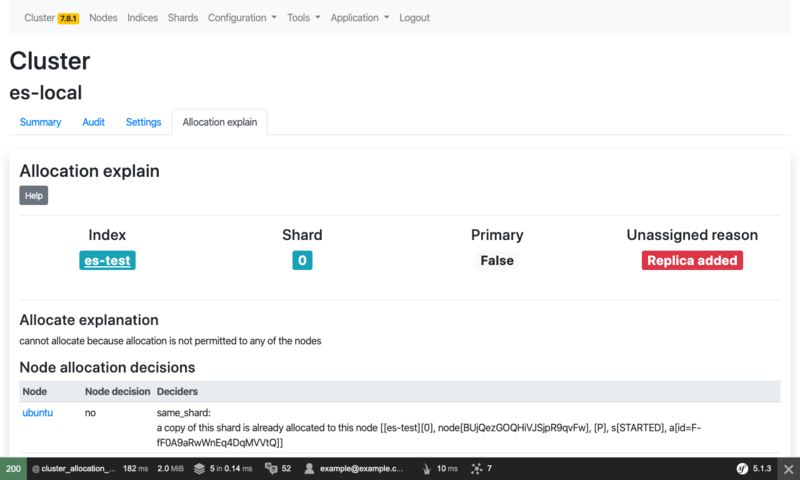 Cluster 7.8.1 Nodes Indices Shards Configuration Tools Application Logout
Cluster
es-local
Summary Audit Settings Allocation explain
Allocation explain
Help
Index Shard Primary Unassigned reason
es-test 0 False Replica added
Allocate explanation
cannot allocate because allocation is not permitted to any of the nodes
Node allocation decisions
Node Node decision Deciders
ubuntu no same_shard:
a copy of this shard is already allocated to this node [[es-test][0], node[BUjQezGOQHiVJSjpR9qvFw], [P], s[STARTED], a[id=F-
fF0A9aRwWnEq4DqMVVtQ]]
200 @ cluster_allocation_... 182 ms 2.0 MiB 5 in 0.14 ms 52 example@example.c... 10 ms 7 sf 5.1.3